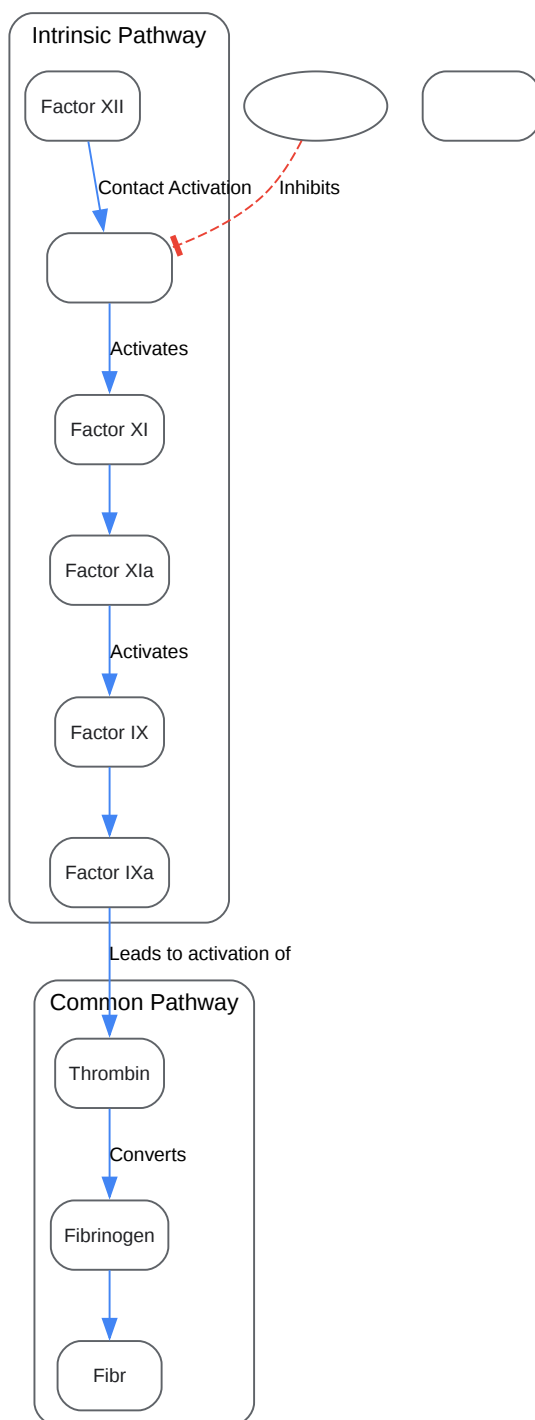 Intrinsic Pathway
Factor XII
Contact Activation
Inhibits
Activates
Factor XI
Factor XIa
Activates
Factor IX
Factor IXa
Leads to activation of
Common Pathway
Thrombin
Converts
Fibrinogen
Fibr